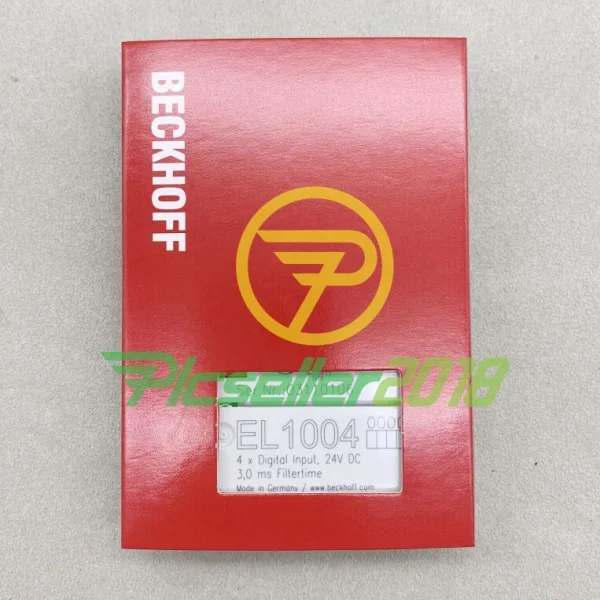 BECKHOFF
Plcseller2018
EL1004
4 x Digital Input, 24V DC
3,0 ms Filtertime
Made in Germany / www.beckhoff.com